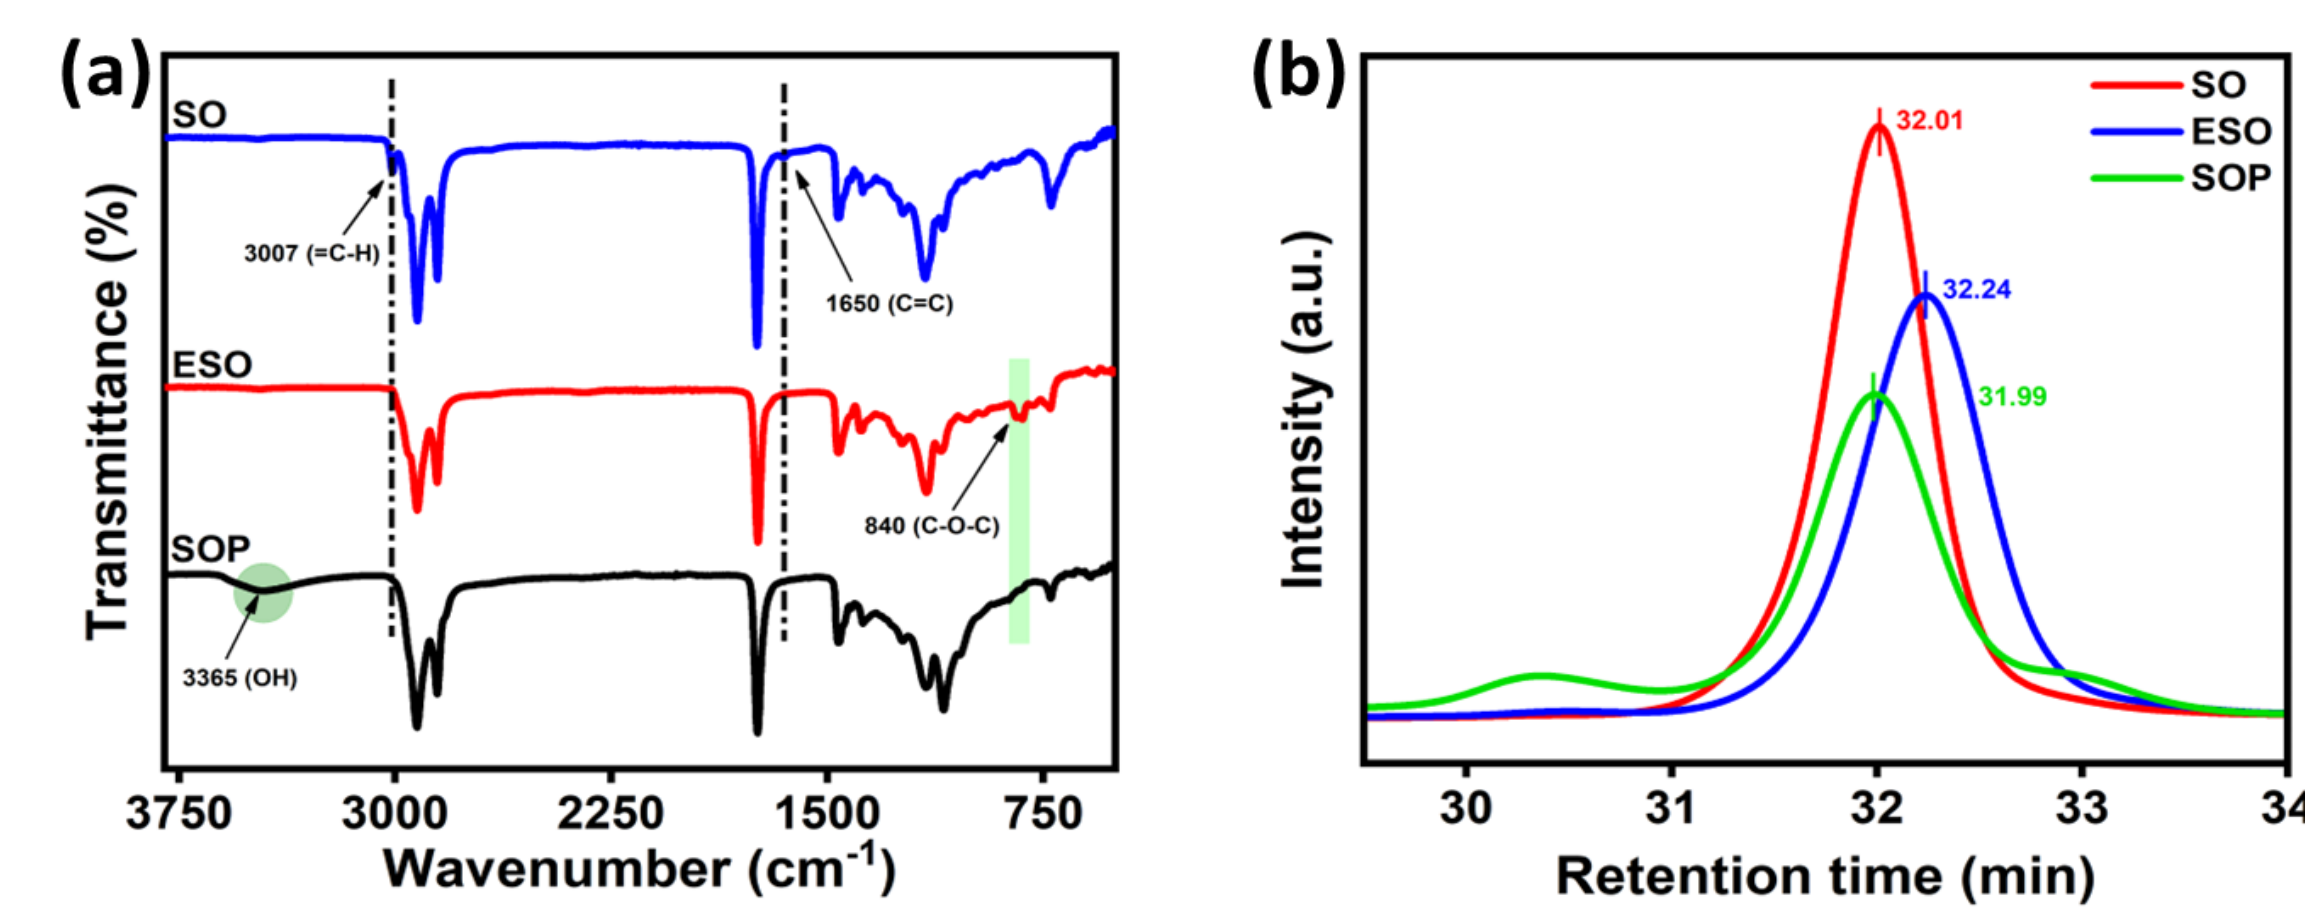 (a)
SO
3007 (=C-H)
1650 (C=C)
ESO
840 (C-O-C)
SOP
3365 (OH)
Transmittance (%)
3750 3000 2250 1500 750
Wavenumber (cm⁻¹)
(b)
SO
ESO
SOP
32.01
32.24
31.99
Intensity (a.u.)
30 31 32 33 34
Retention time (min)